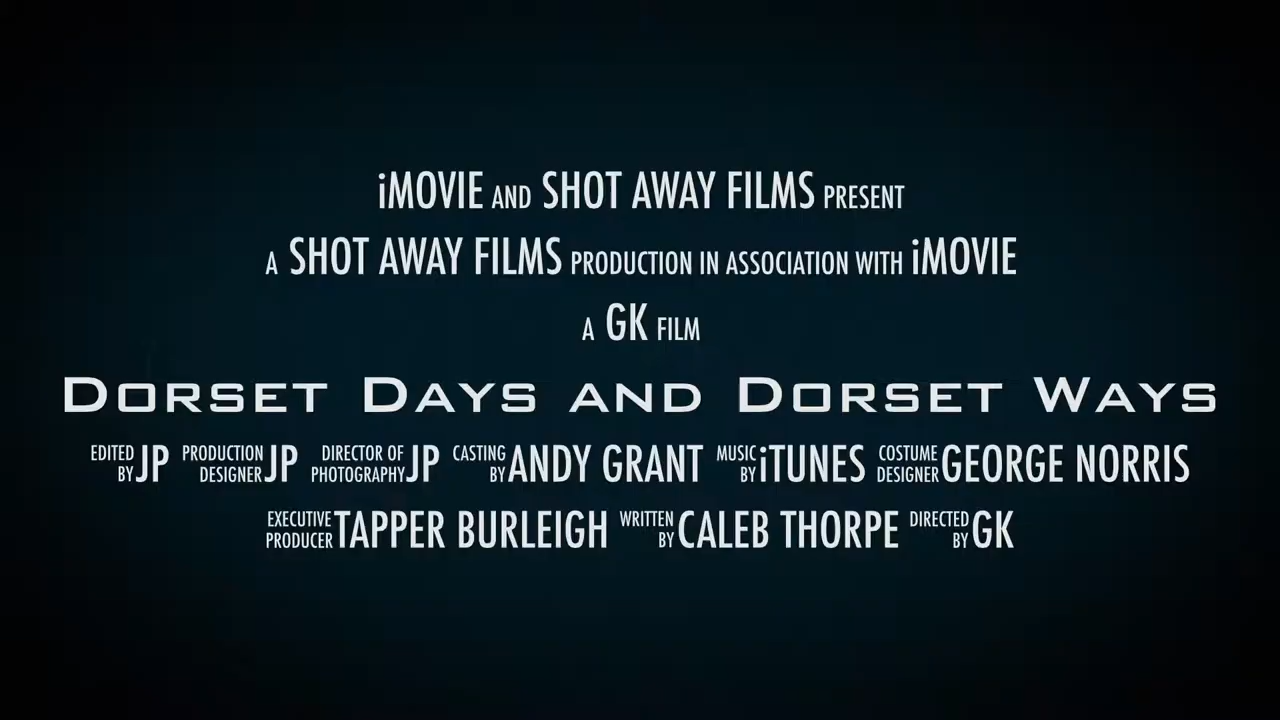 iMOVIE AND SHOT AWAY FILMS PRESENT
A SHOT AWAY FILMS PRODUCTION IN ASSOCIATION WITH iMOVIE
A GK FILM
DORSET DAYS AND DORSET WAYS
EDITED BY JP PRODUCTION DESIGNER JP DIRECTOR OF PHOTOGRAPHY JP CASTING BY ANDY GRANT MUSIC BY iTUNES COSTUME DESIGNER GEORGE NORRIS
EXECUTIVE PRODUCER TAPPER BURLEIGH WRITTEN BY CALEB THORPE DIRECTED BY GK